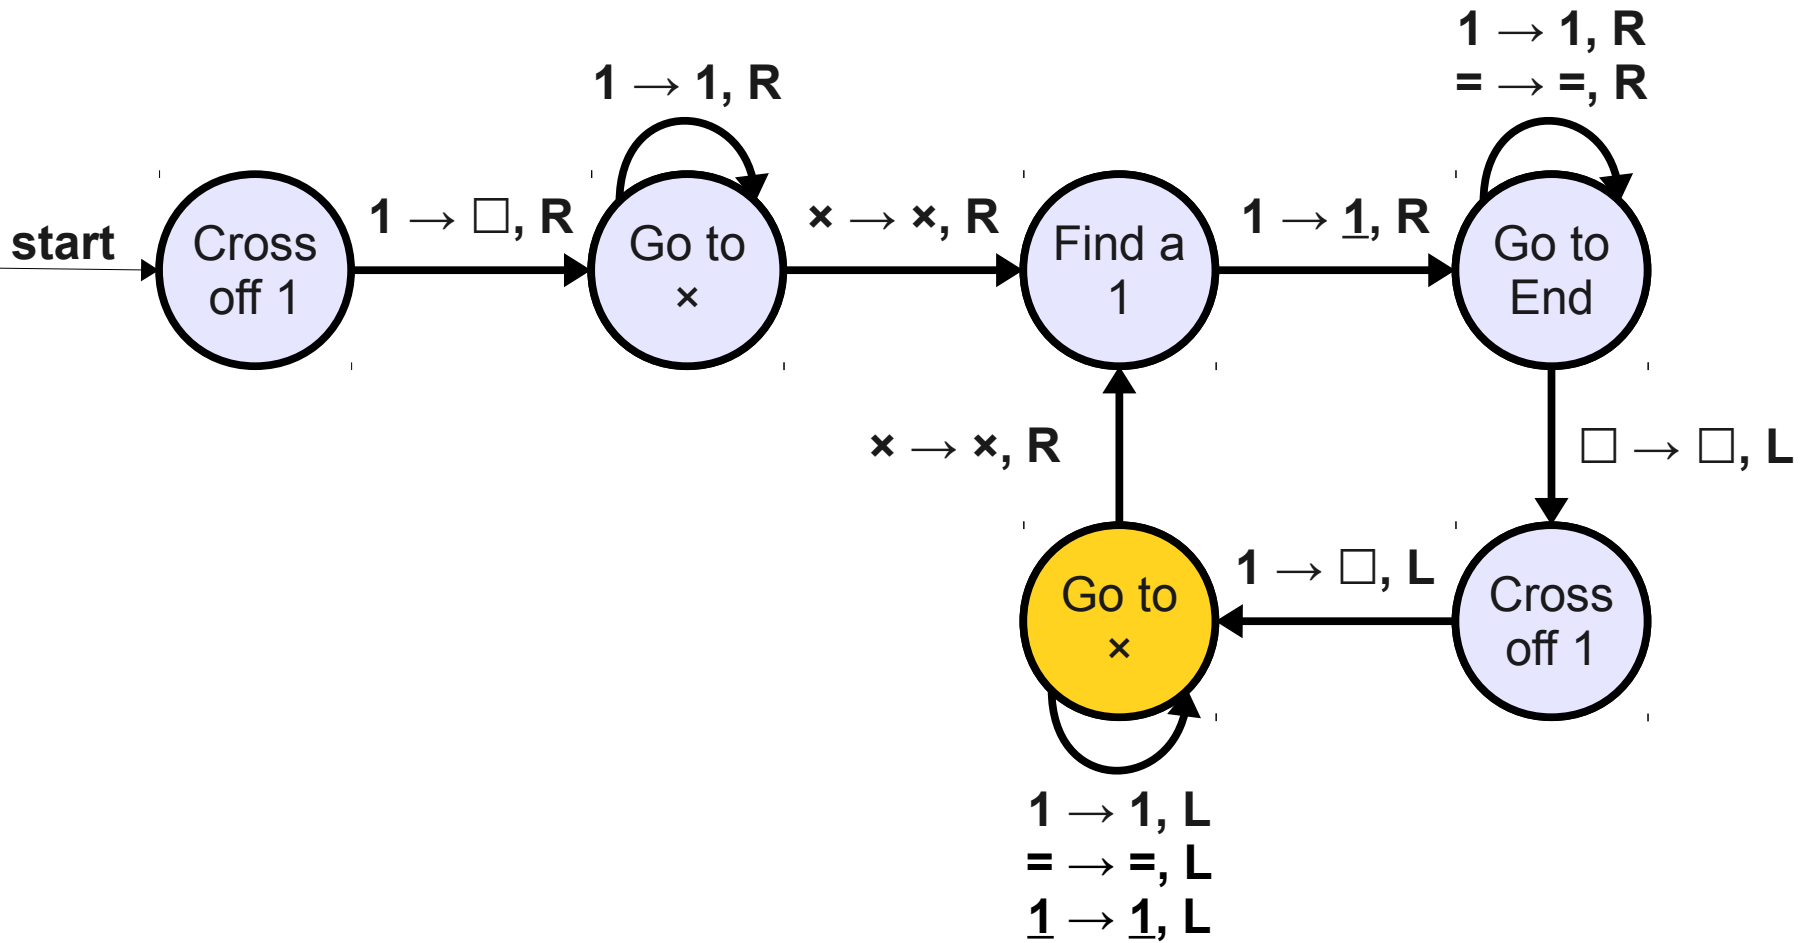 1 → 1, R
= → =, R
1 → 1, R
start
Cross
off 1
1 → □, R
Go to
×
× → ×, R
Find a
1
1 → 1̲, R
Go to
End
× → ×, R
□ → □, L
Go to
×
1 → □, L
Cross
off 1
1 → 1, L
= → =, L
1̲ → 1̲, L